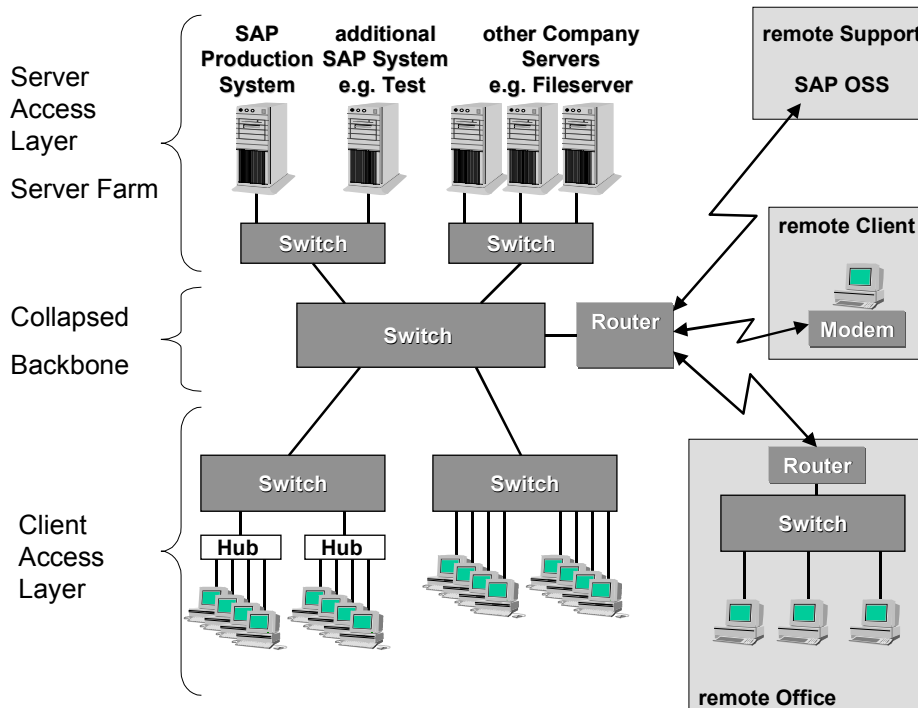 SAP
Production
System
additional
SAP System
e.g. Test
other Company
Servers
e.g. Fileserver
remote Support
SAP OSS
Server
Access
Layer
Server Farm
Switch
Switch
remote Client
Modem
Collapsed
Backbone
Switch
Router
Client
Access
Layer
Switch
Switch
Hub
Hub
Router
Switch
remote Office